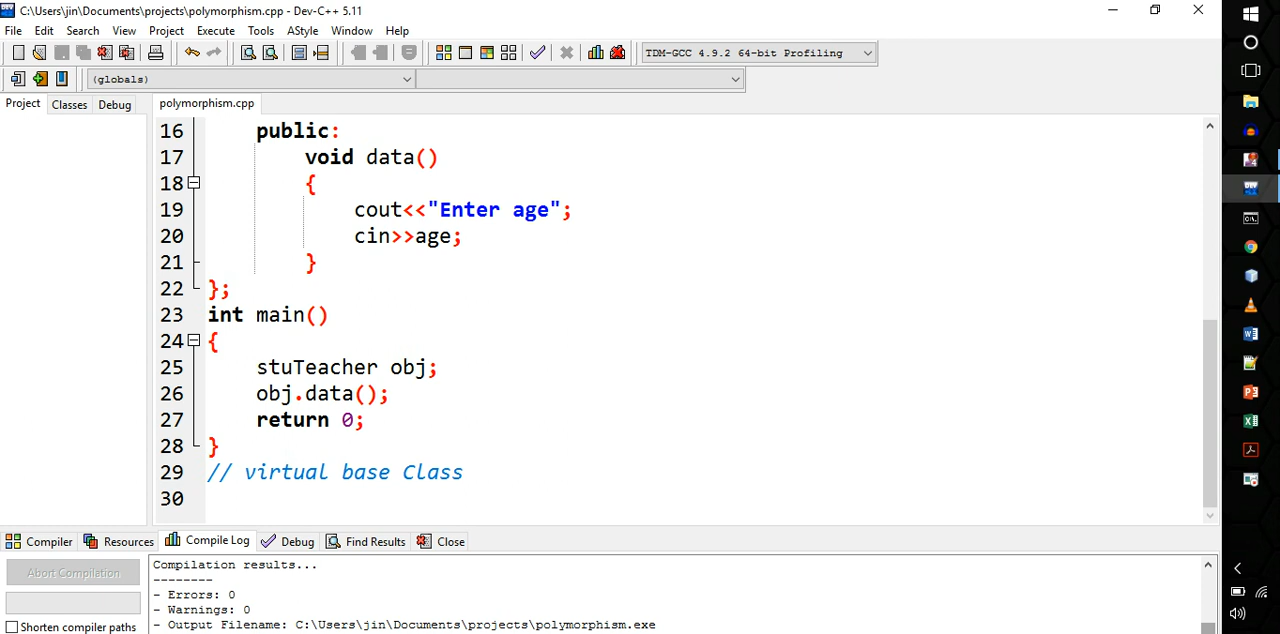 C:\Users\jin\Documents\projects\polymorphism.cpp - Dev-C++ 5.11
File Edit Search View Project Execute Tools AStyle Window Help
TDM-GCC 4.9.2 64-bit Profiling
(globals)
Project Classes Debug polymorphism.cpp
16 public:
17 void data()
18 {
19 cout<<"Enter age";
20 cin>>age;
21 }
22 };
23 int main()
24 {
25 stuTeacher obj;
26 obj.data();
27 return 0;
28 }
29 // virtual base Class
30
Compiler Resources Compile Log Debug Find Results Close
Abort Compilation
Shorten compiler paths
Compilation results...
--------
- Errors: 0
- Warnings: 0
- Output Filename: C:\Users\jin\Documents\projects\polymorphism.exe